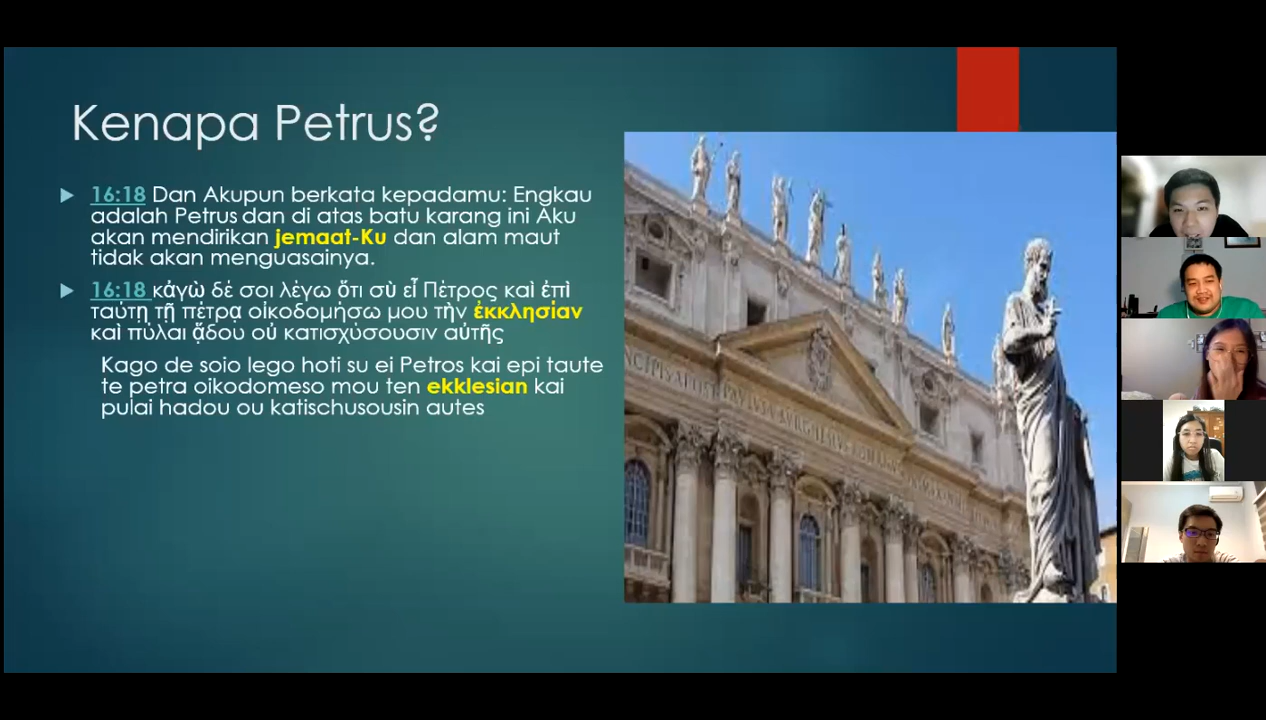 Kenapa Petrus?
16:18 Dan Akupun berkata kepadamu: Engkau
adalah Petrus dan di atas batu karang ini Aku
akan mendirikan jemaat-Ku dan alam maut
tidak akan menguasainya.
16:18 κἀγὼ δέ σοι λέγω ὅτι σὺ εἶ Πέτρος καὶ ἐπὶ
ταύτῃ τῇ πέτρᾳ οἰκοδομήσω μου τὴν ἐκκλησίαν
καὶ πύλαι ᾅδου οὐ κατισχύσουσιν αὐτῆς
Kago de soio lego hoti su ei Petros kai epi taute
te petra oikodomeso mou ten ekklesian kai
pulai hadou ou katischusousin autes